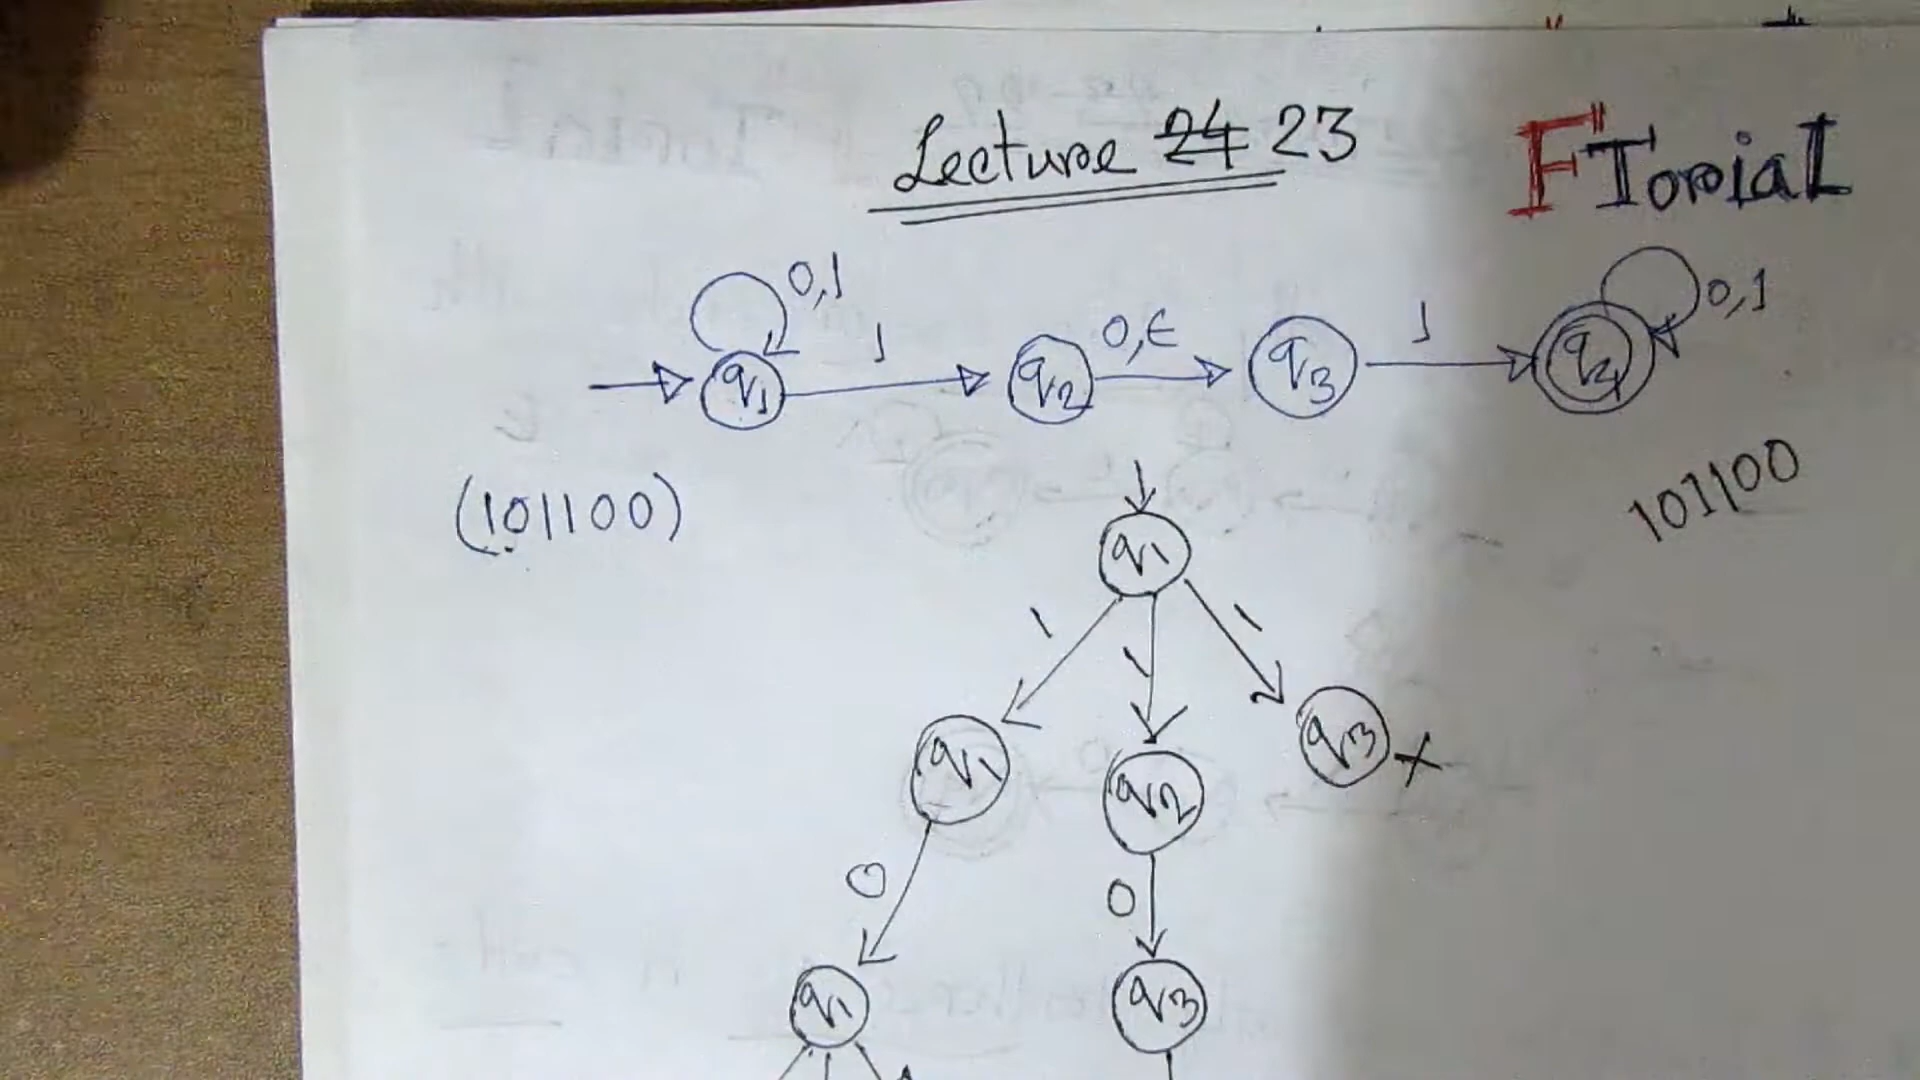 Lecture 24 23
FTorial
0,1 1 0,ϵ 1 0,1
q1 q2 q3 q4
(101100) 101100
q1
1 1 1
q1 q2 q3 x
0 0
q1 q3